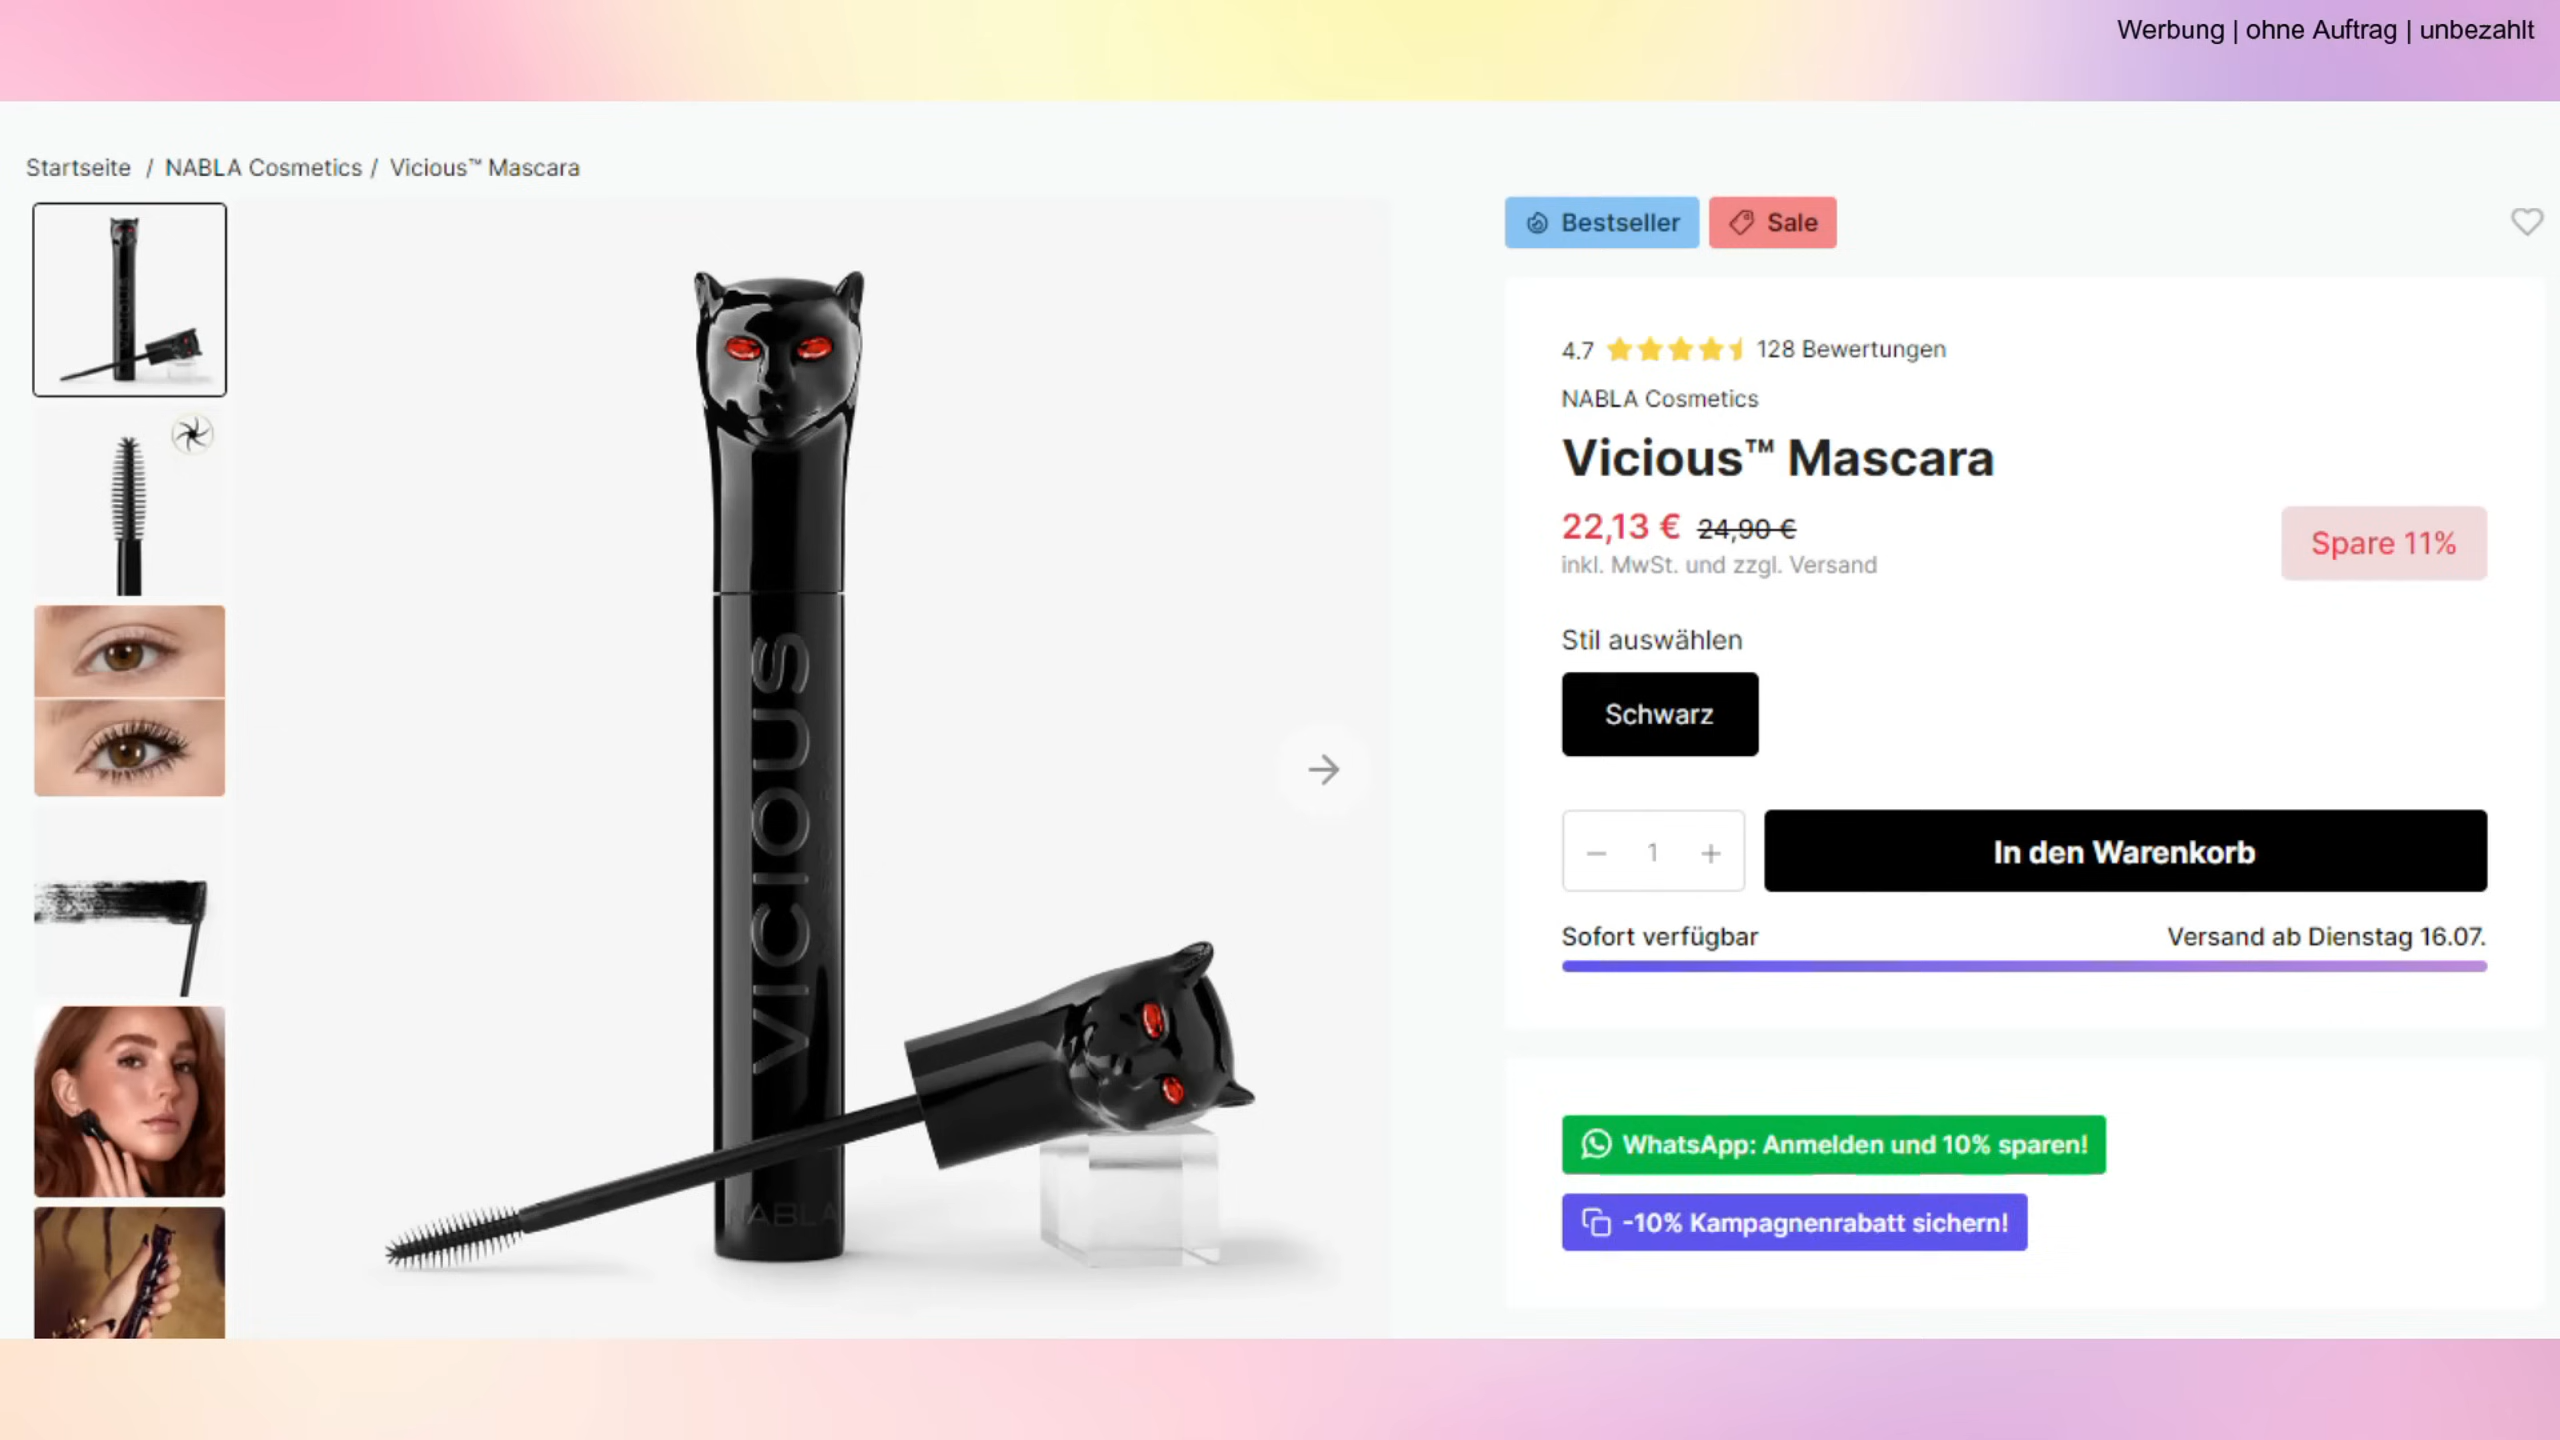 Werbung | ohne Auftrag | unbezahlt
Startseite / NABLA Cosmetics / Vicious™ Mascara
Bestseller
Sale
4.7 128 Bewertungen
NABLA Cosmetics
Vicious™ Mascara
22,13 € 24,90 €
Spare 11%
inkl. MwSt. und zzgl. Versand
Stil auswählen
Schwarz
1
In den Warenkorb
Sofort verfügbar
Versand ab Dienstag 16.07.
WhatsApp: Anmelden und 10% sparen!
-10% Kampagnenrabatt sichern!
VICIOUS
NABLA